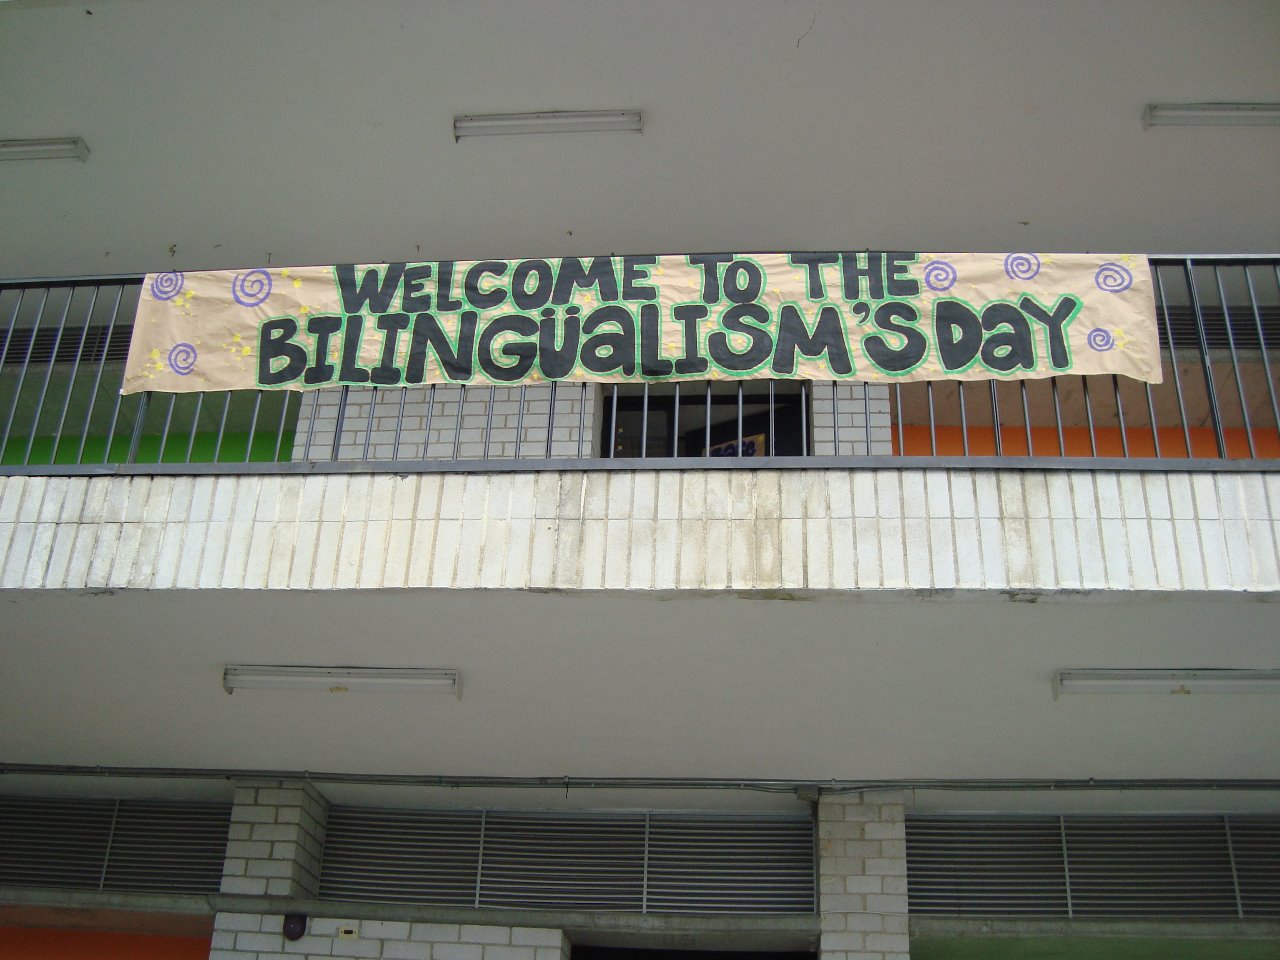 WELCOME TO THE
BILINGÜALISM'S DAY